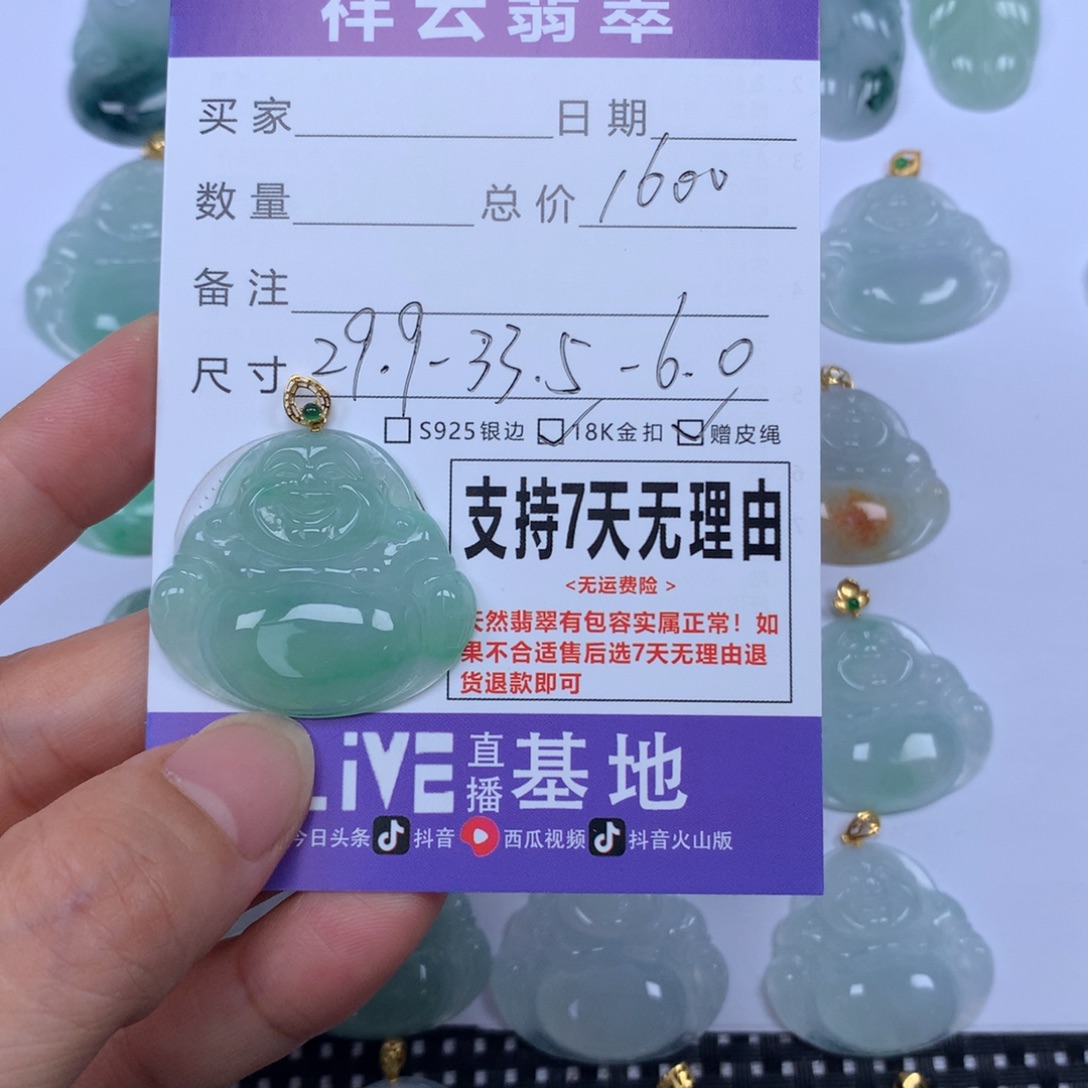 祥云翡翠
买家 日期
数量 总价 1600
备注
尺寸 29.9-33.5-6.0
S925银边 18K金扣 赠皮绳
支持7天无理由
<无运费险>
天然翡翠有包容实属正常！如
果不合适售后选7天无理由退
货退款即可
LiVE 直播 基地
今日头条 抖音 西瓜视频 抖音火山版